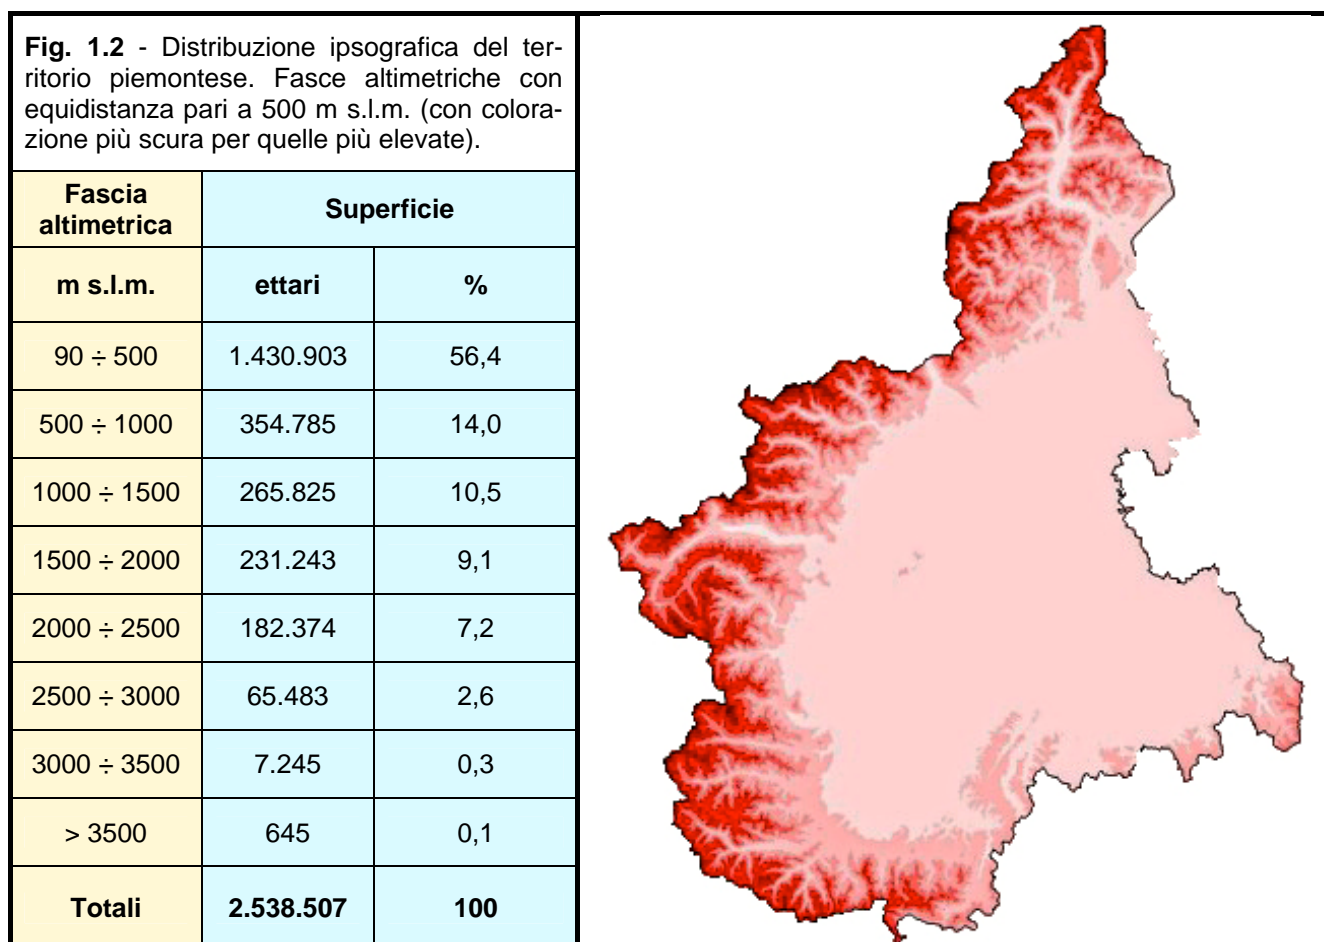 Fig. 1.2 - Distribuzione ipsografica del ter-
ritorio piemontese. Fasce altimetriche con
equidistanza pari a 500 m s.l.m. (con colora-
zione più scura per quelle più elevate).
Fascia altimetrica Superficie
m s.l.m. ettari %
90 ÷ 500 1.430.903 56,4
500 ÷ 1000 354.785 14,0
1000 ÷ 1500 265.825 10,5
1500 ÷ 2000 231.243 9,1
2000 ÷ 2500 182.374 7,2
2500 ÷ 3000 65.483 2,6
3000 ÷ 3500 7.245 0,3
> 3500 645 0,1
Totali 2.538.507 100